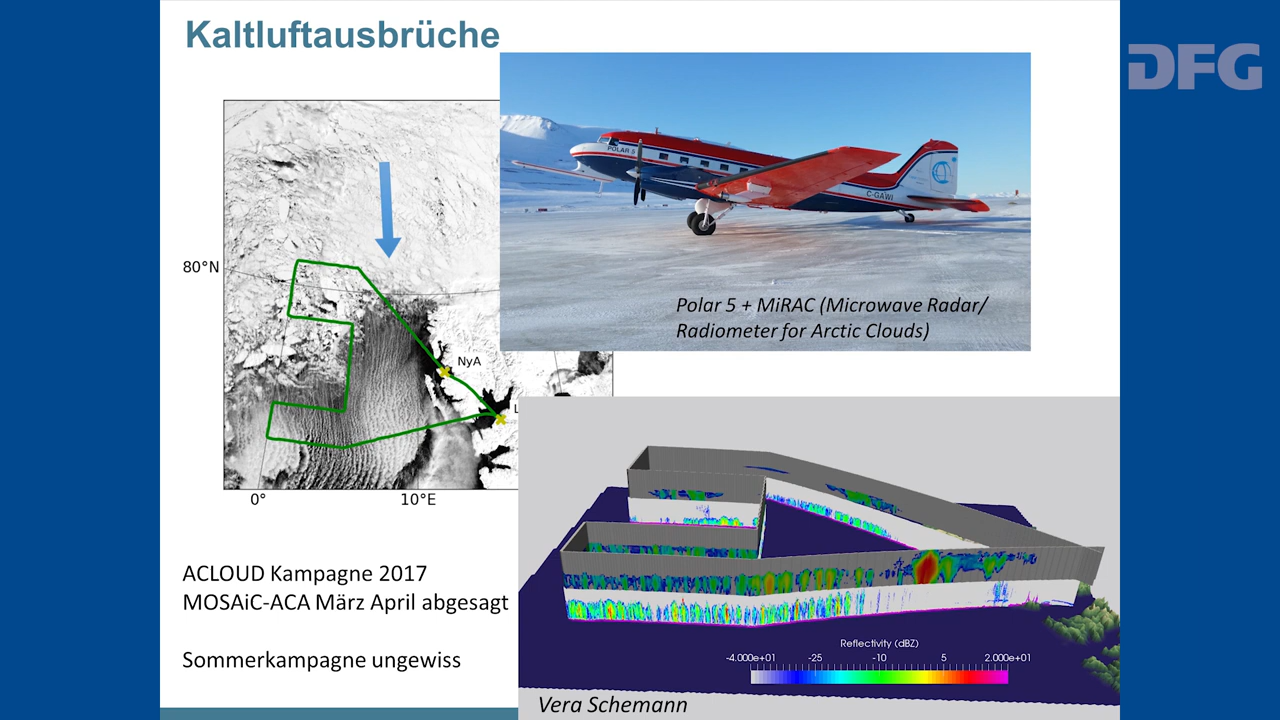 Kaltluftausbrüche
DFG
POLAR 5
C-GAWI
Polar 5 + MiRAC (Microwave Radar/
Radiometer for Arctic Clouds)
80°N
NyA
L
0°
10°E
ACLOUD Kampagne 2017
MOSAiC-ACA März April abgesagt
Sommerkampagne ungewiss
Reflectivity (dBZ)
-4.000e+01 -25 -10 5 2.000e+01
Vera Schemann